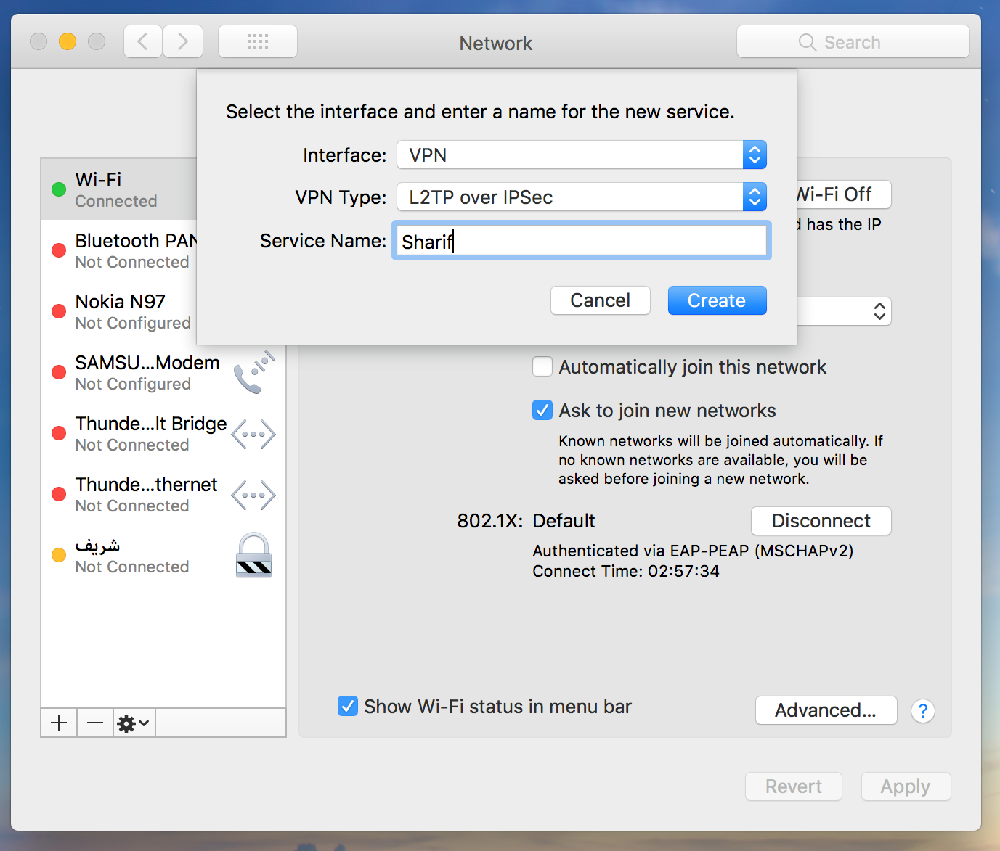 Network
Search
Select the interface and enter a name for the new service.
Interface: VPN
VPN Type: L2TP over IPSec
Service Name: Sharif
Cancel
Create
Wi-Fi
Connected
Bluetooth PAN
Not Connected
Nokia N97
Not Configured
SAMSU...Modem
Not Configured
Thunde...lt Bridge
Not Connected
Thunde...thernet
Not Connected
شریف
Not Connected
Wi-Fi Off
d has the IP
Automatically join this network
Ask to join new networks
Known networks will be joined automatically. If
no known networks are available, you will be
asked before joining a new network.
802.1X: Default
Disconnect
Authenticated via EAP-PEAP (MSCHAPv2)
Connect Time: 02:57:34
Show Wi-Fi status in menu bar
Advanced...
?
Revert
Apply